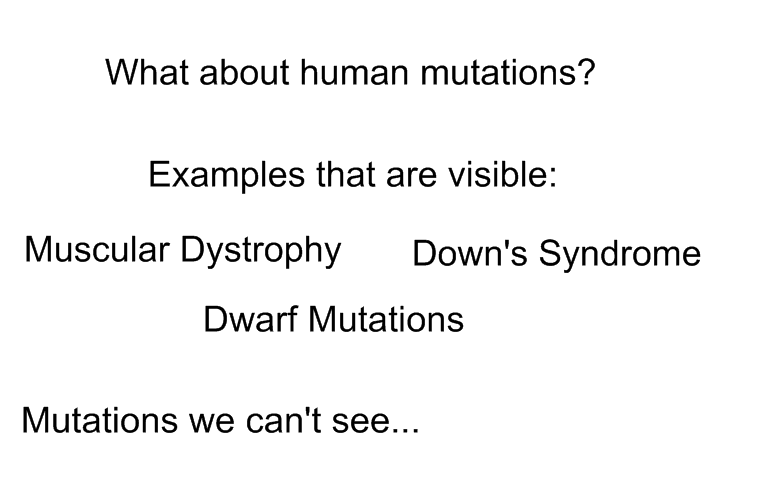 What about human mutations?
Examples that are visible:
Muscular Dystrophy
Down's Syndrome
Dwarf Mutations
Mutations we can't see...